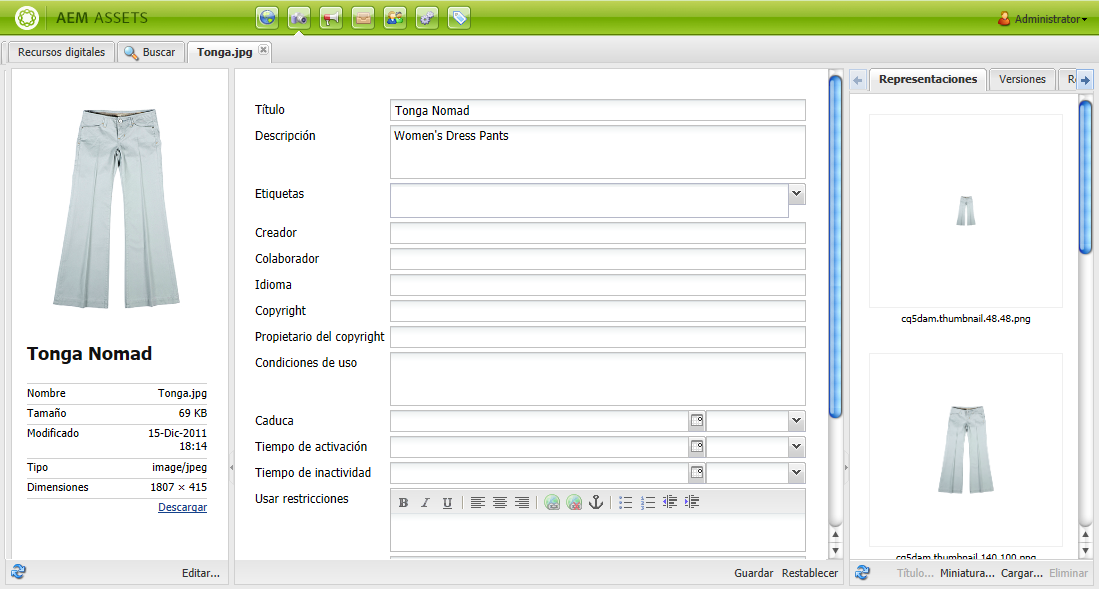 AEM ASSETS
Administrator
Recursos digitales
Buscar
Tonga.jpg
Tonga Nomad
Nombre Tonga.jpg
Tamaño 69 KB
Modificado 15-Dic-2011
18:14
Tipo image/jpeg
Dimensiones 1807 × 415
Descargar
Editar...
Título Tonga Nomad
Descripción Women's Dress Pants
Etiquetas
Creador
Colaborador
Idioma
Copyright
Propietario del copyright
Condiciones de uso
Caduca
Tiempo de activación
Tiempo de inactividad
Usar restricciones
B I U
Guardar Restablecer
Representaciones
Versiones
cq5dam.thumbnail.48.48.png
cq5dam.thumbnail.140.100.png
Título... Miniatura... Cargar... Eliminar